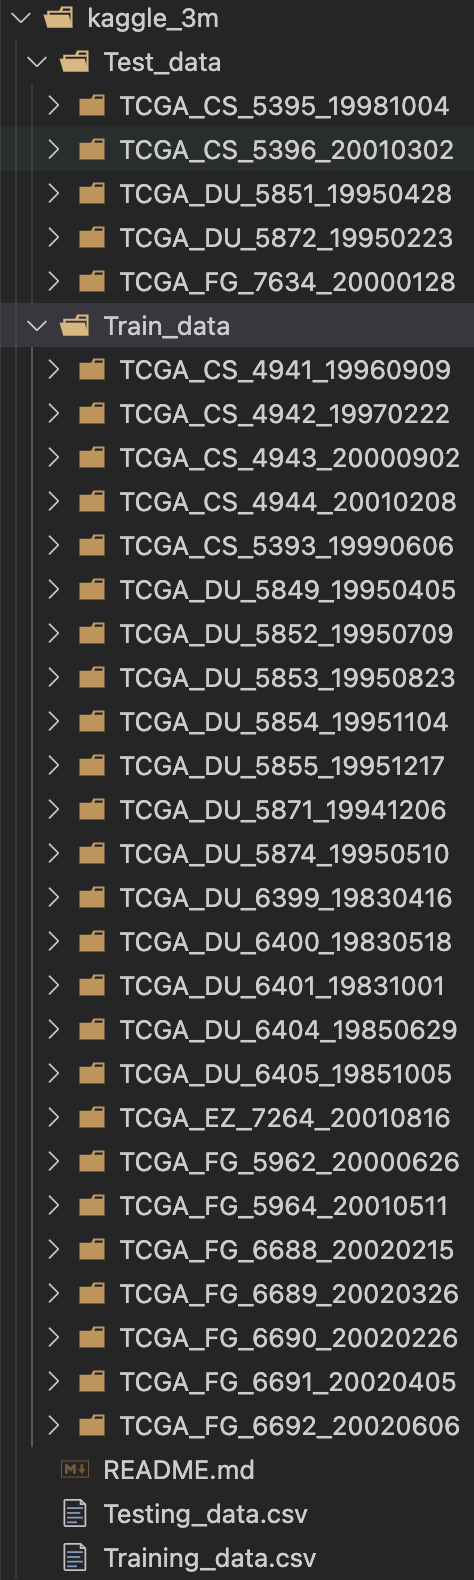 kaggle_3m
Test_data
TCGA_CS_5395_19981004
TCGA_CS_5396_20010302
TCGA_DU_5851_19950428
TCGA_DU_5872_19950223
TCGA_FG_7634_20000128
Train_data
TCGA_CS_4941_19960909
TCGA_CS_4942_19970222
TCGA_CS_4943_20000902
TCGA_CS_4944_20010208
TCGA_CS_5393_19990606
TCGA_DU_5849_19950405
TCGA_DU_5852_19950709
TCGA_DU_5853_19950823
TCGA_DU_5854_19951104
TCGA_DU_5855_19951217
TCGA_DU_5871_19941206
TCGA_DU_5874_19950510
TCGA_DU_6399_19830416
TCGA_DU_6400_19830518
TCGA_DU_6401_19831001
TCGA_DU_6404_19850629
TCGA_DU_6405_19851005
TCGA_EZ_7264_20010816
TCGA_FG_5962_20000626
TCGA_FG_5964_20010511
TCGA_FG_6688_20020215
TCGA_FG_6689_20020326
TCGA_FG_6690_20020226
TCGA_FG_6691_20020405
TCGA_FG_6692_20020606
README.md
Testing_data.csv
Training_data.csv